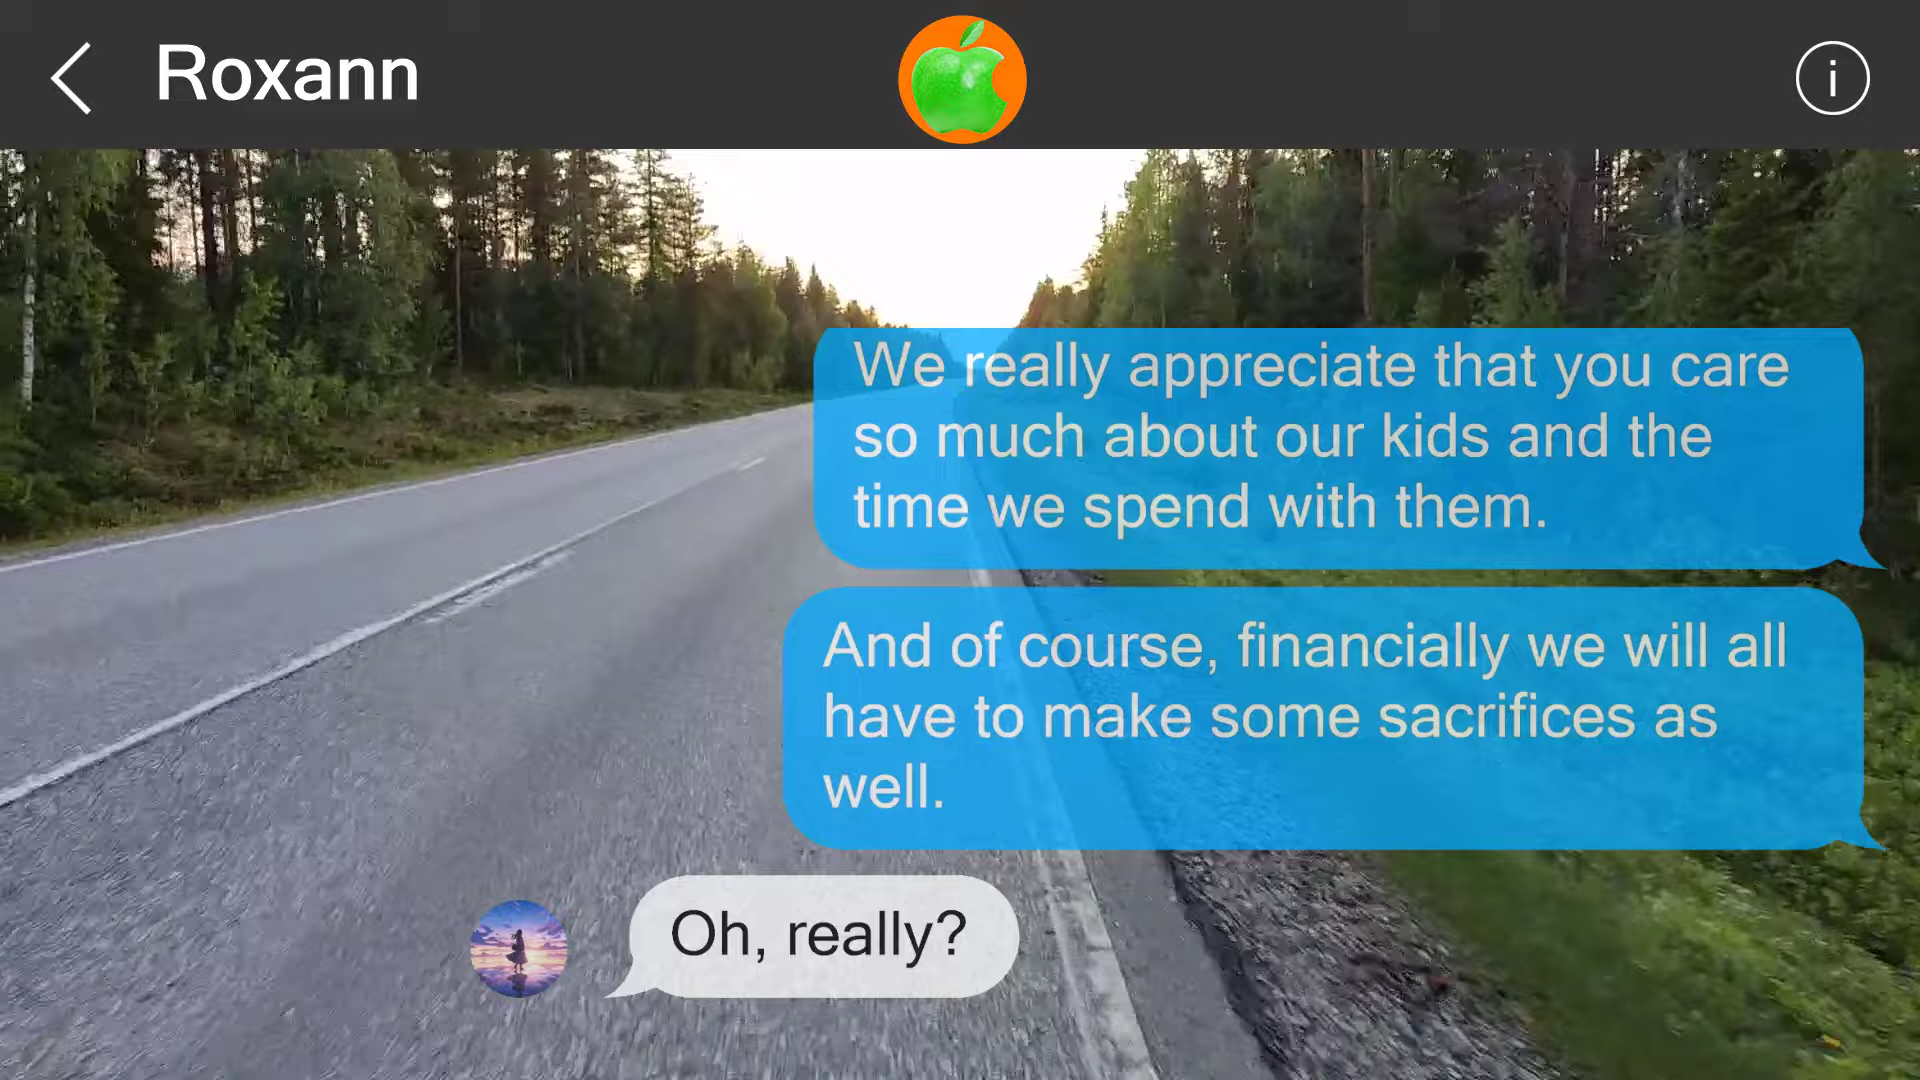 Roxann
i
We really appreciate that you care
so much about our kids and the
time we spend with them.
And of course, financially we will all
have to make some sacrifices as
well.
Oh, really?